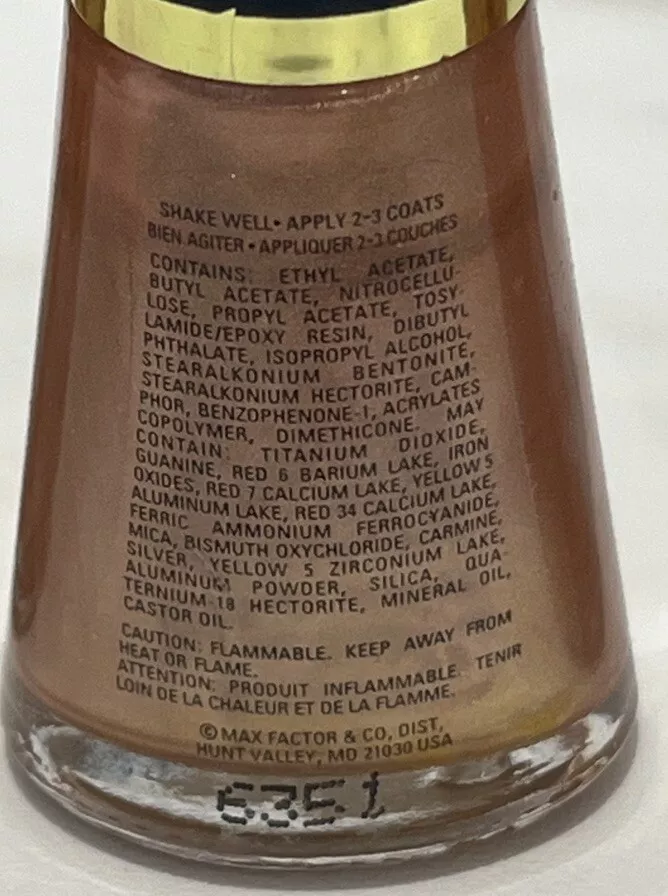 SHAKE WELL• APPLY 2-3 COATS
BIEN AGITER • APPLIQUER 2-3 COUCHES
CONTAINS: ETHYL ACETATE,
BUTYL ACETATE, NITROCELLU-
LOSE, PROPYL ACETATE, TOSY-
LAMIDE/EPOXY RESIN, DIBUTYL
PHTHALATE, ISOPROPYL ALCOHOL,
STEARALKONIUM BENTONITE,
STEARALKONIUM HECTORITE, CAM-
PHOR, BENZOPHENONE-1, ACRYLATES
COPOLYMER, DIMETHICONE. MAY
CONTAIN: TITANIUM DIOXIDE,
GUANINE, RED 6 BARIUM LAKE, IRON
OXIDES, RED 7 CALCIUM LAKE, YELLOW 5
ALUMINUM LAKE, RED 34 CALCIUM LAKE,
FERRIC AMMONIUM FERROCYANIDE,
MICA, BISMUTH OXYCHLORIDE, CARMINE,
SILVER, YELLOW 5 ZIRCONIUM LAKE,
ALUMINUM POWDER, SILICA, QUA-
TERNIUM-18 HECTORITE, MINERAL OIL,
CASTOR OIL.
CAUTION: FLAMMABLE. KEEP AWAY FROM
HEAT OR FLAME.
ATTENTION: PRODUIT INFLAMMABLE. TENIR
LOIN DE LA CHALEUR ET DE LA FLAMME.
© MAX FACTOR & CO, DIST,
HUNT VALLEY, MD 21030 USA
6351